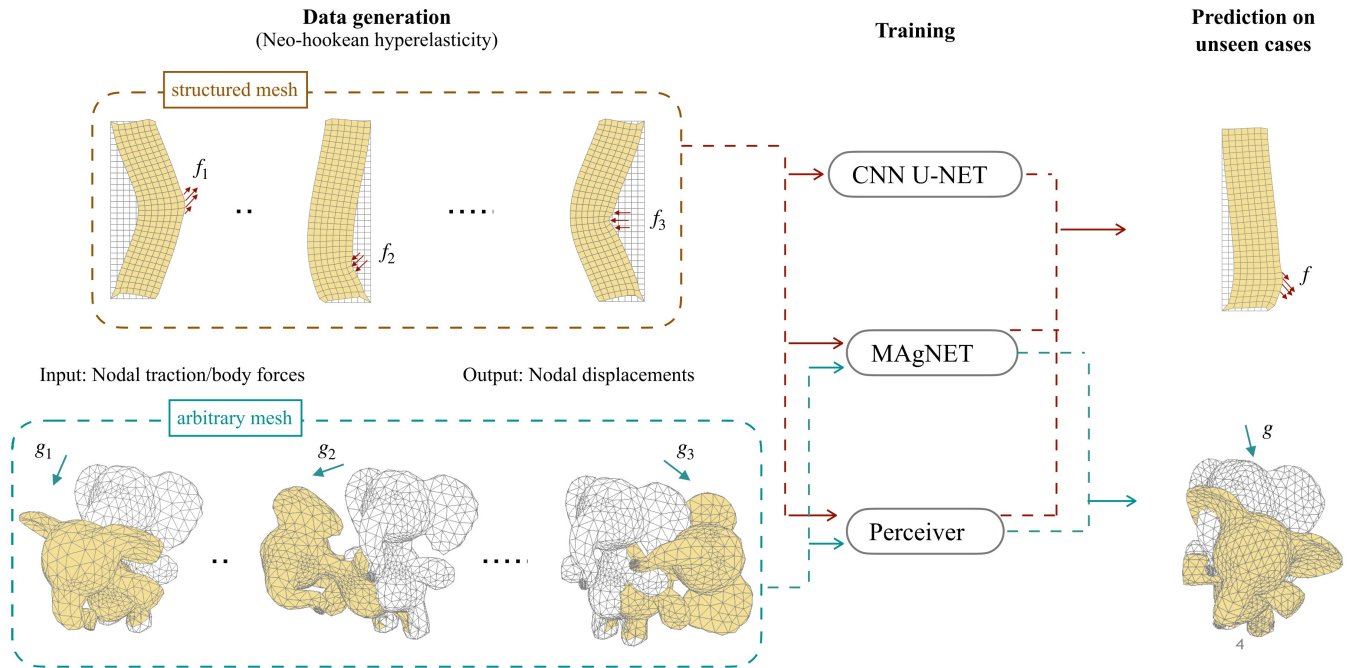 Data generation
(Neo-hookean hyperelasticity)
Training
Prediction on
unseen cases
structured mesh
f1
f2
f3
CNN U-NET
f
MAgNET
Input: Nodal traction/body forces
Output: Nodal displacements
arbitrary mesh
g1
g2
g3
g
Perceiver
4